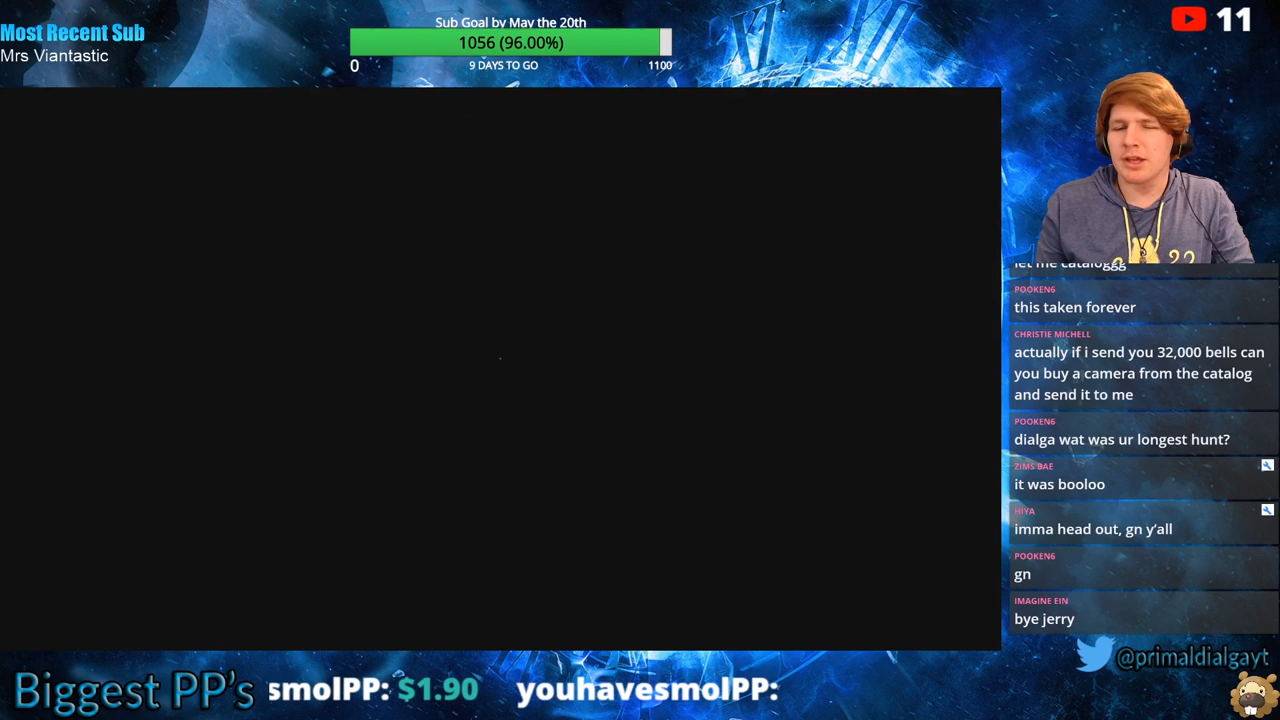 Most Recent Sub
Mrs Viantastic
Sub Goal by May the 20th
1056 (96.00%)
0
9 DAYS TO GO
1100
11
let me cataloggg
POOKEN6
this taken forever
CHRISTIE MICHELL
actually if i send you 32,000 bells can
you buy a camera from the catalog
and send it to me
POOKEN6
dialga wat was ur longest hunt?
ZIMS BAE
it was booloo
HIYA
imma head out, gn y'all
POOKEN6
gn
IMAGINE EIN
bye jerry
@primaldialgayt
Biggest PP's
smolPP: $1.90
youhavesmolPP: